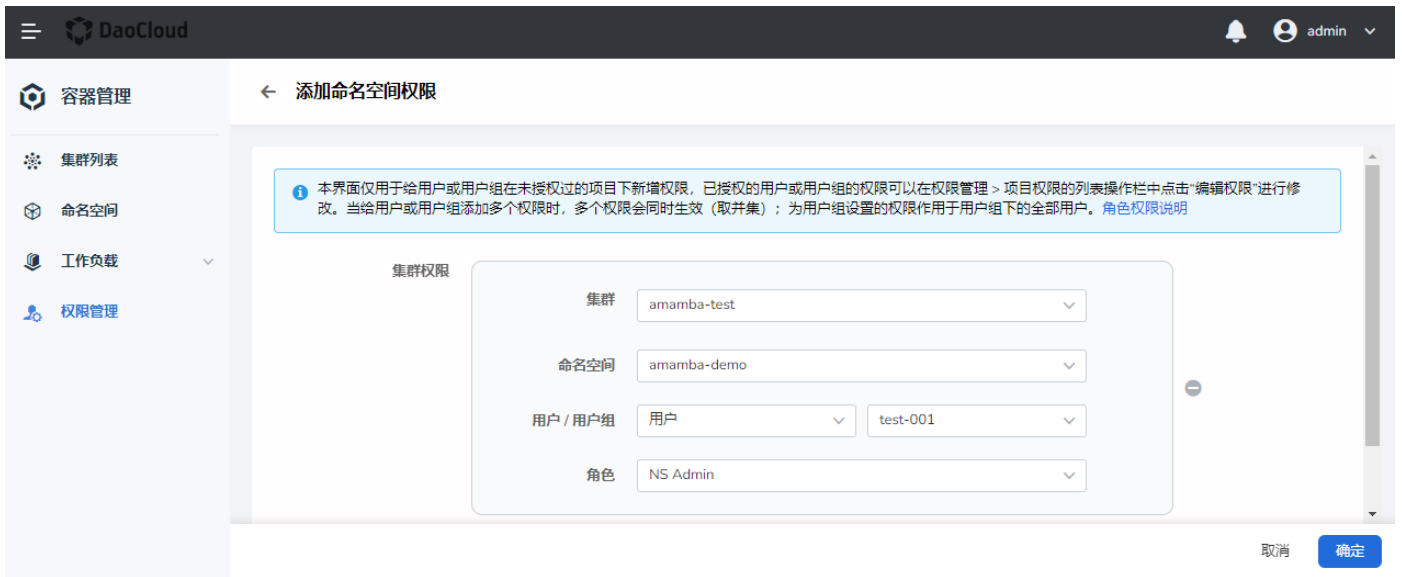 DaoCloud
admin
容器管理
添加命名空间权限
集群列表
命名空间
工作负载
权限管理
本界面仅用于给用户或用户组在未授权过的项目下新增权限，已授权的用户或用户组的权限可以在权限管理 > 项目权限的列表操作栏中点击“编辑权限”进行修
改。当给用户或用户组添加多个权限时，多个权限会同时生效（取并集）；为用户组设置的权限作用于用户组下的全部用户。角色权限说明
集群权限
集群 amamba-test
命名空间 amamba-demo
用户 / 用户组 用户 test-001
角色 NS Admin
取消 确定